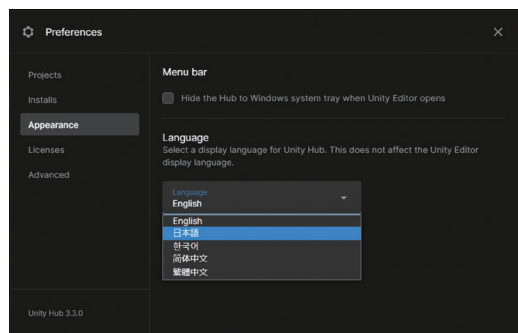 Preferences
Projects
Installs
Appearance
Licenses
Advanced
Menu bar
Hide the Hub to Windows system tray when Unity Editor opens
Language
Select a display language for Unity Hub. This does not affect the Unity Editor
display language.
Language
English
English
日本語
한국어
简体中文
繁體中文
Unity Hub 3.3.0